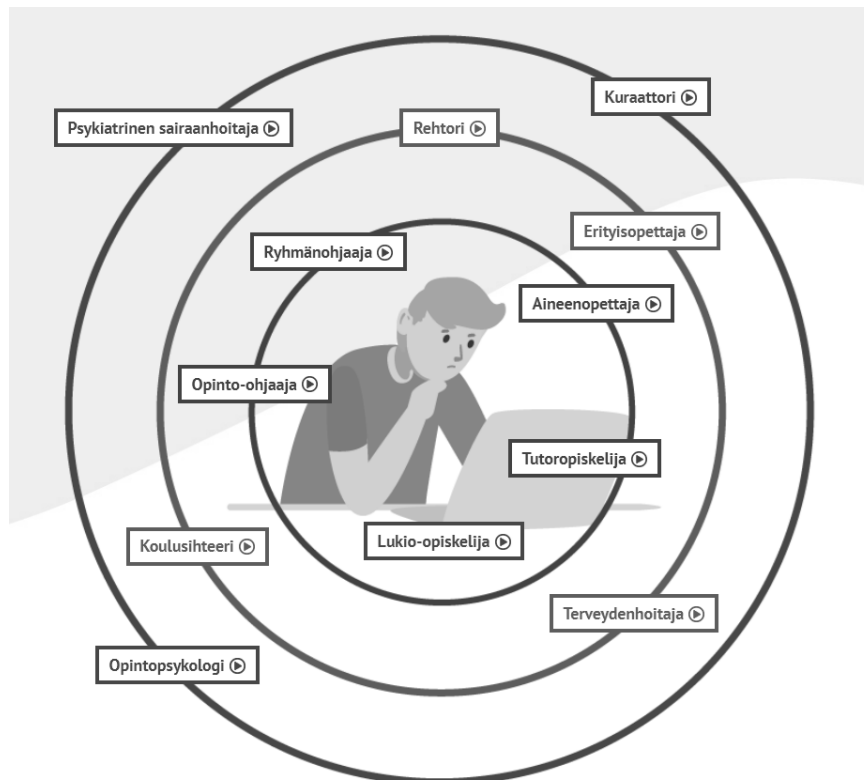 Kuraattori
Psykiatrinen sairaanhoitaja
Rehtori
Erityisopettaja
Ryhmänohjaaja
Aineenopettaja
Opinto-ohjaaja
Tutoropiskelija
Lukio-opiskelija
Koulusihteeri
Terveydenhoitaja
Opintopsykologi